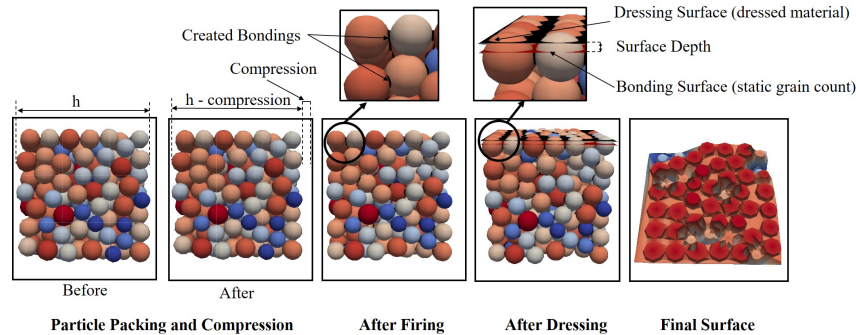 Dressing Surface (dressed material)
Created Bondings
Surface Depth
Compression
Bonding Surface (static grain count)
h
h - compression
Before
After
Particle Packing and Compression
After Firing
After Dressing
Final Surface